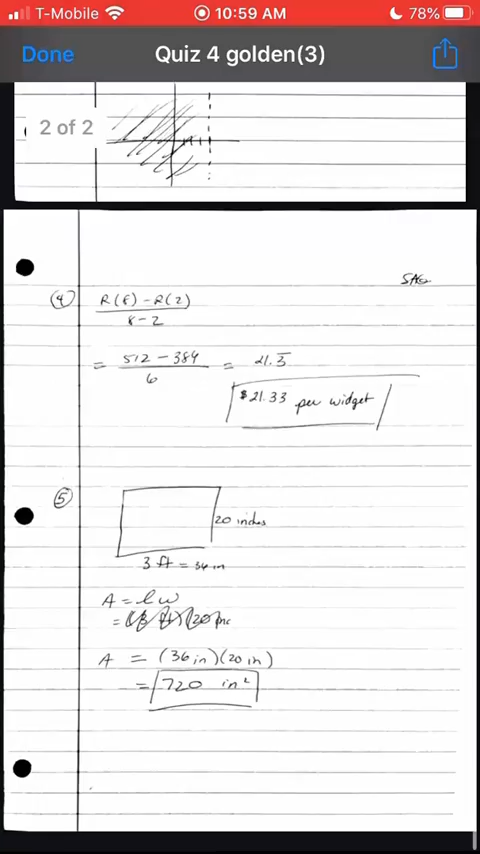 T-Mobile 10:59 AM 78%
Done Quiz 4 golden(3)
2 of 2
④ R(8) - R(2)
8 - 2
= 512 - 384 = 21.3̅
6
$21.33 per widget
⑤
20 inches
3 ft = 36 in
A = lw
A = (36 in)(20 in)
= 720 in²